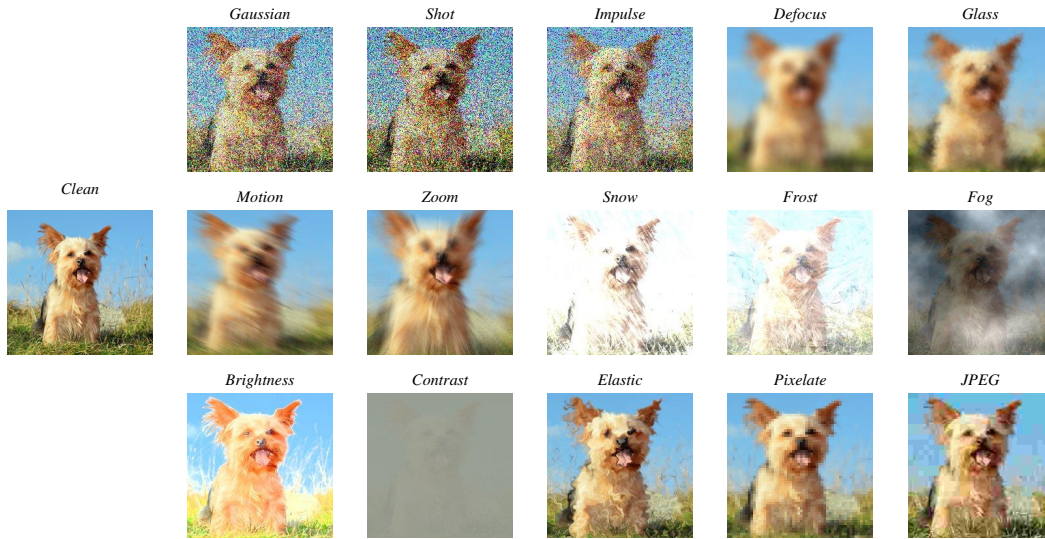 Gaussian
Shot
Impulse
Defocus
Glass
Clean
Motion
Zoom
Snow
Frost
Fog
Brightness
Contrast
Elastic
Pixelate
JPEG